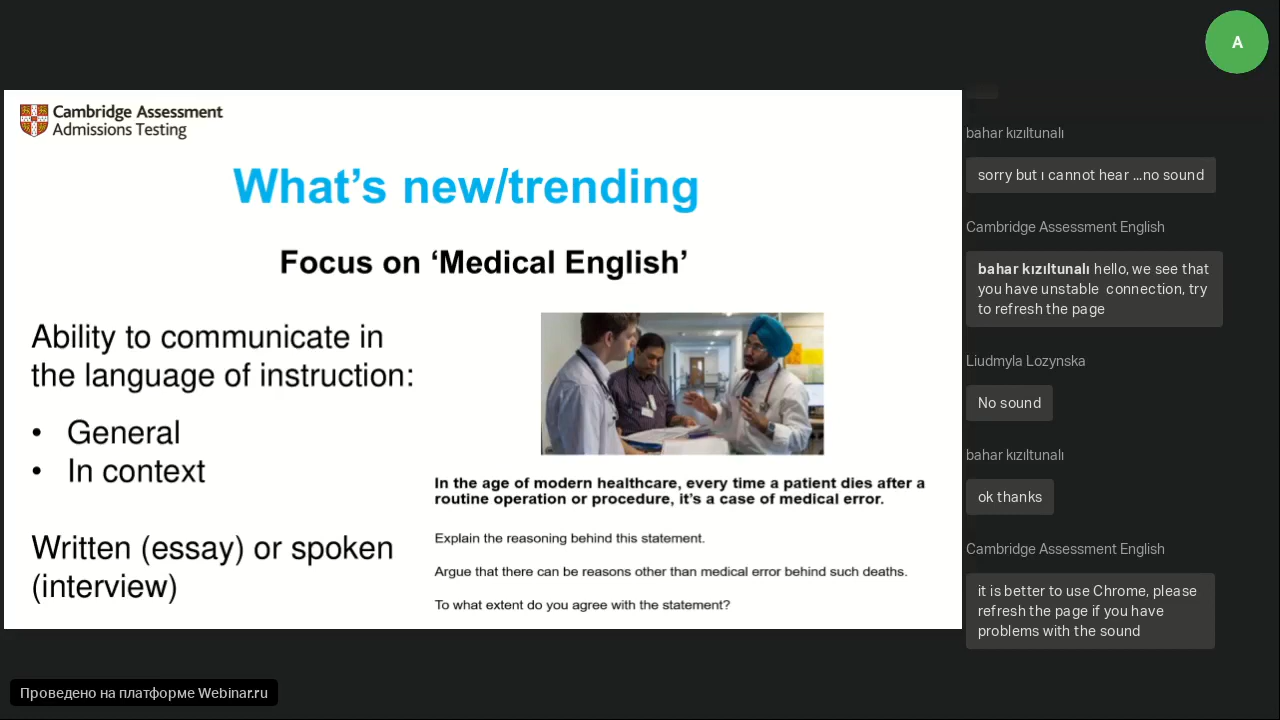 A
Cambridge Assessment
Admissions Testing
What's new/trending
Focus on ‘Medical English’
Ability to communicate in
the language of instruction:
• General
• In context
Written (essay) or spoken
(interview)
In the age of modern healthcare, every time a patient dies after a
routine operation or procedure, it's a case of medical error.
Explain the reasoning behind this statement.
Argue that there can be reasons other than medical error behind such deaths.
To what extent do you agree with the statement?
bahar kızıltunalı
sorry but ı cannot hear ...no sound
Cambridge Assessment English
bahar kızıltunalı hello, we see that
you have unstable connection, try
to refresh the page
Liudmyla Lozynska
No sound
bahar kızıltunalı
ok thanks
Cambridge Assessment English
it is better to use Chrome, please
refresh the page if you have
problems with the sound
Проведено на платформе Webinar.ru